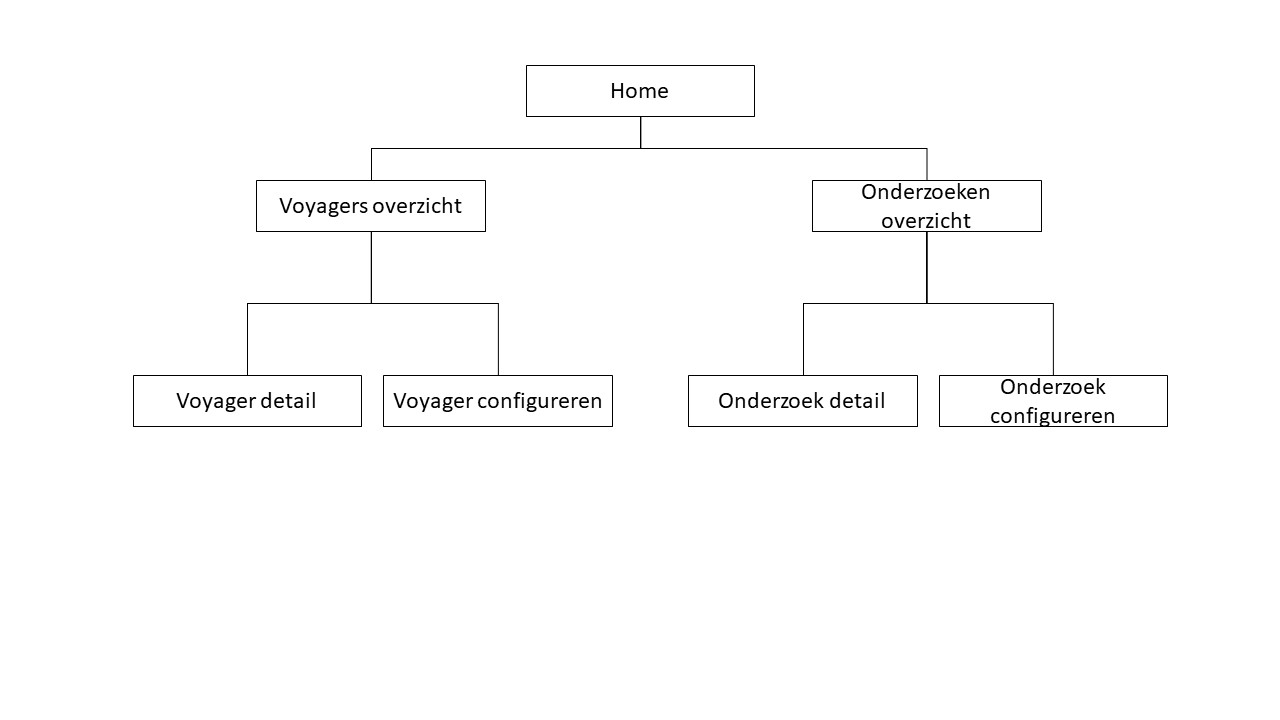 Home
Voyagers overzicht
Onderzoeken
overzicht
Voyager detail
Voyager configureren
Onderzoek detail
Onderzoek
configureren